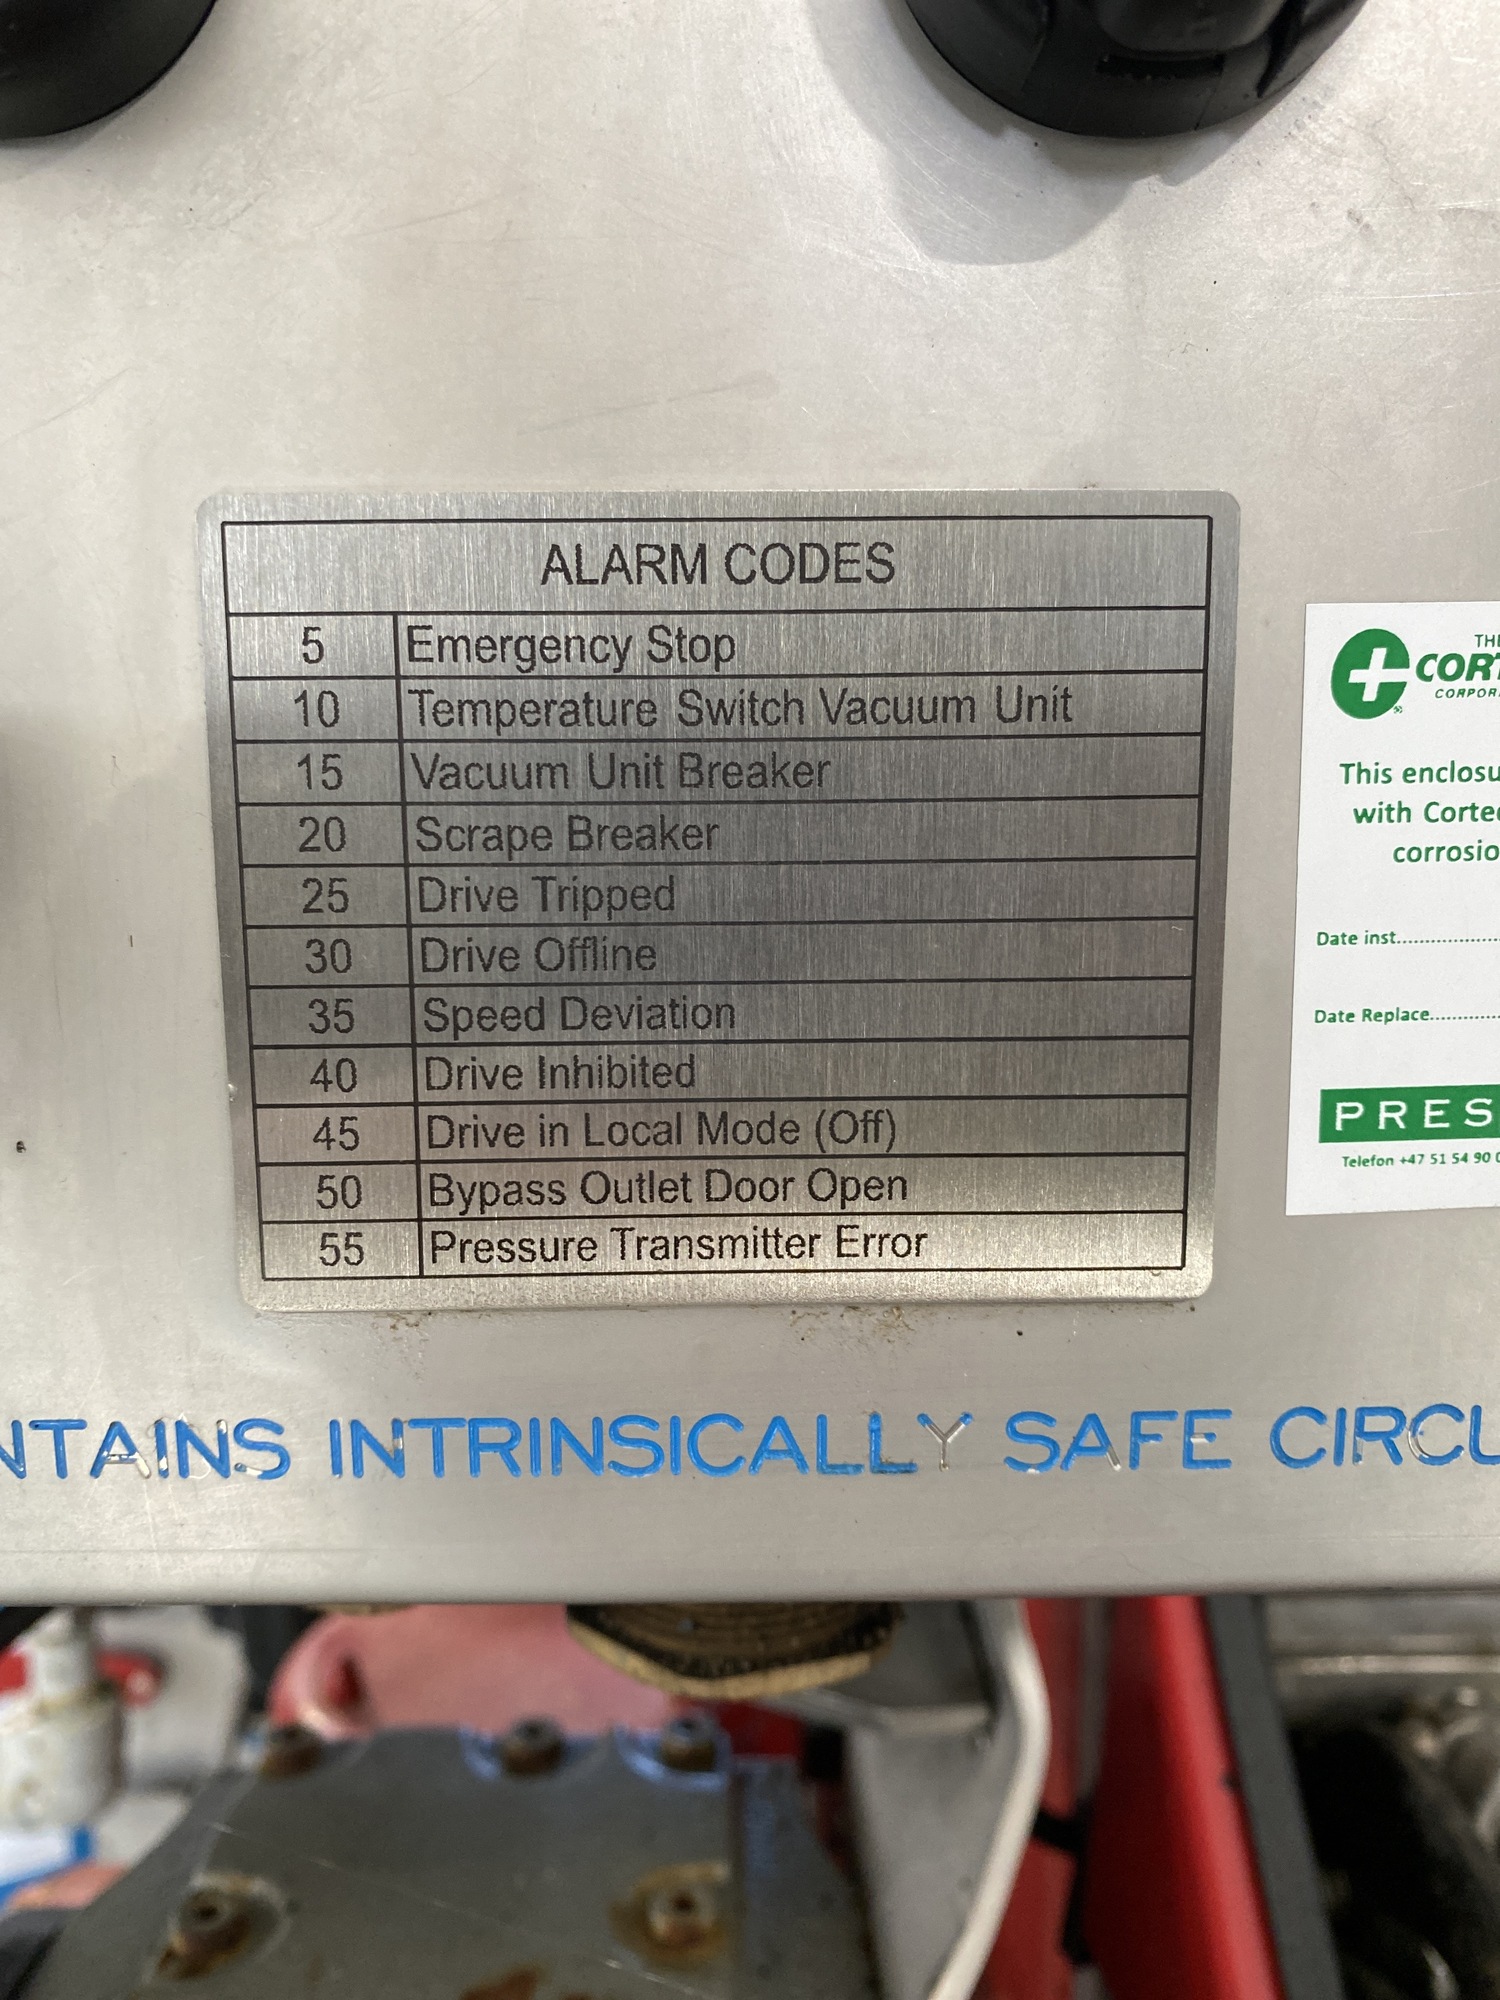 ALARM CODES
5 Emergency Stop
10 Temperature Switch Vacuum Unit
15 Vacuum Unit Breaker
20 Scrape Breaker
25 Drive Tripped
30 Drive Offline
35 Speed Deviation
40 Drive Inhibited
45 Drive in Local Mode (Off)
50 Bypass Outlet Door Open
55 Pressure Transmitter Error
NTAINS INTRINSICALLY SAFE CIRCU
TH
CORT
CORPOR
This enclosu
with Corte
corrosio
Date inst.....................
Date Replace..............
PRES
Telefon +47 51 54 90